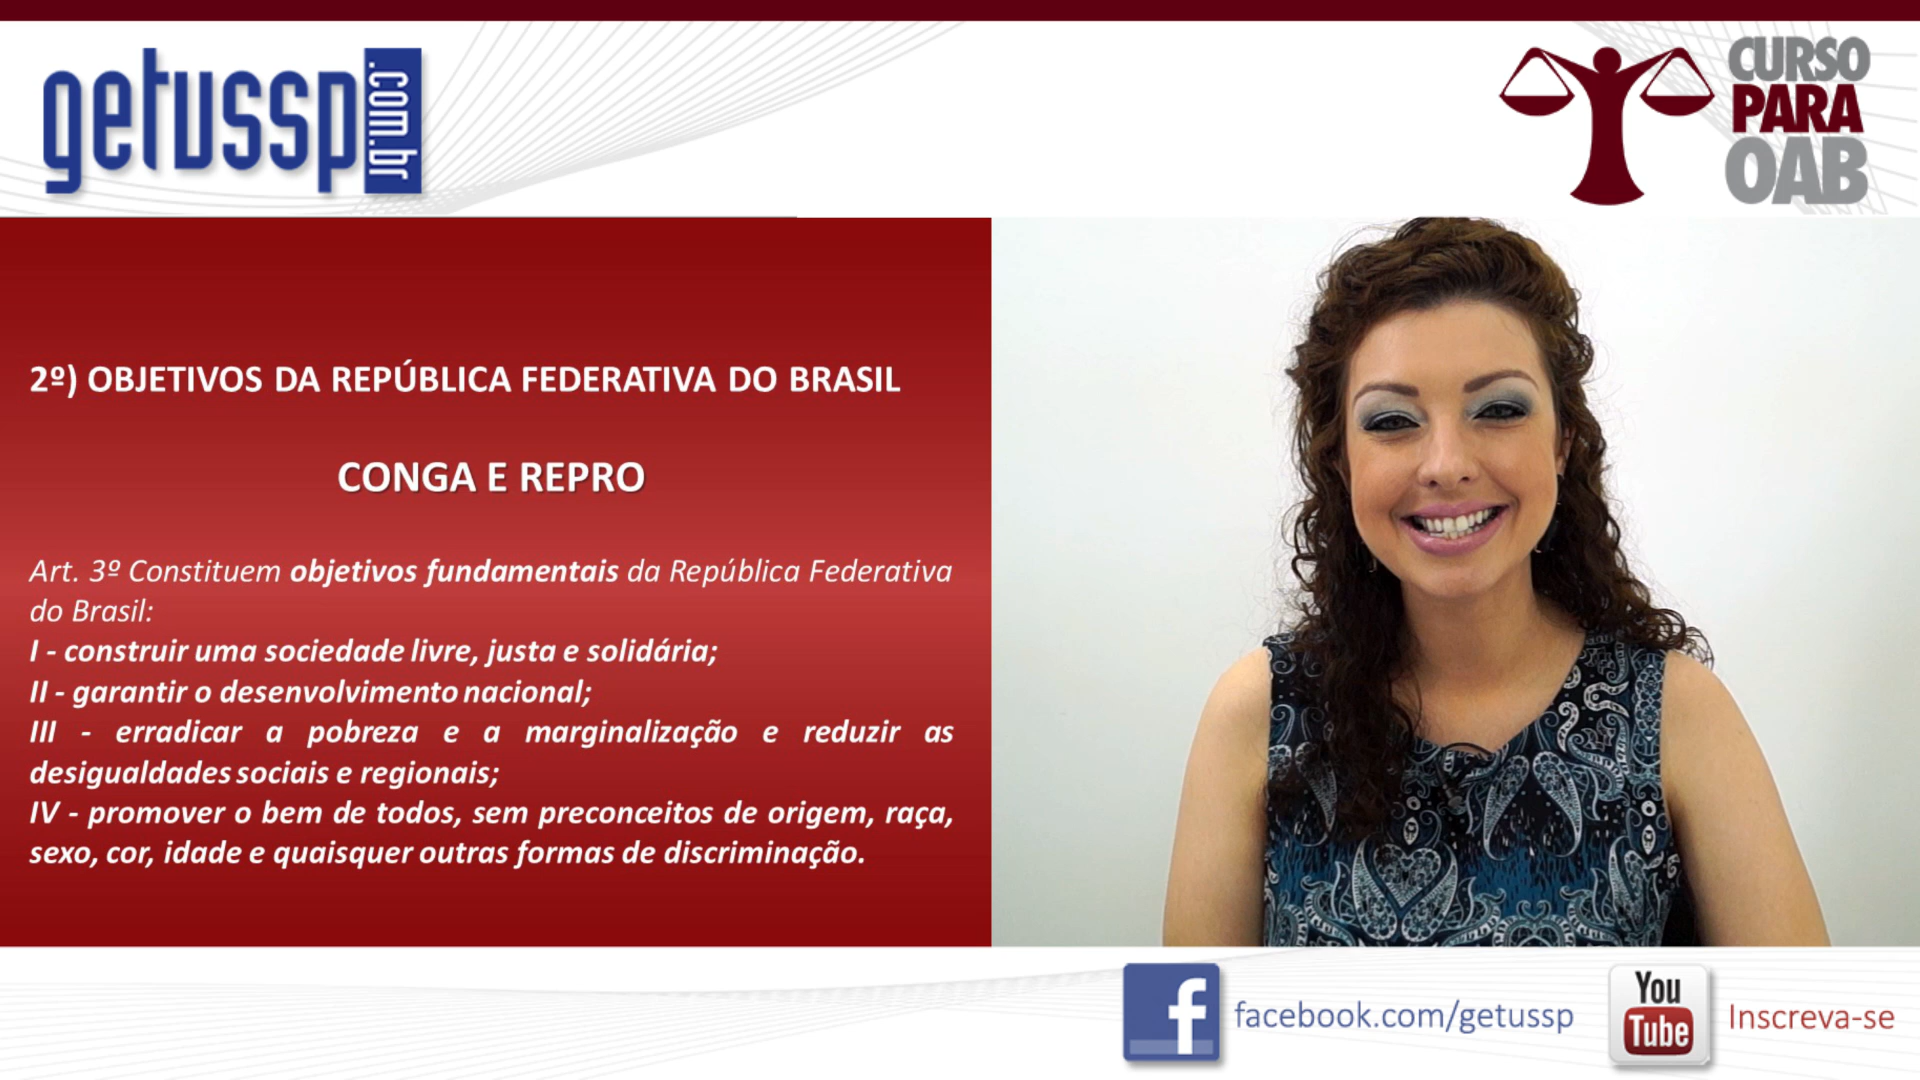 getussp
.com.br
CURSO
PARA
OAB
2º) OBJETIVOS DA REPÚBLICA FEDERATIVA DO BRASIL
CONGA E REPRO
Art. 3º Constituem objetivos fundamentais da República Federativa
do Brasil:
I - construir uma sociedade livre, justa e solidária;
II - garantir o desenvolvimento nacional;
III - erradicar a pobreza e a marginalização e reduzir as
desigualdades sociais e regionais;
IV - promover o bem de todos, sem preconceitos de origem, raça,
sexo, cor, idade e quaisquer outras formas de discriminação.
f
facebook.com/getussp
You
Tube
Inscreva-se